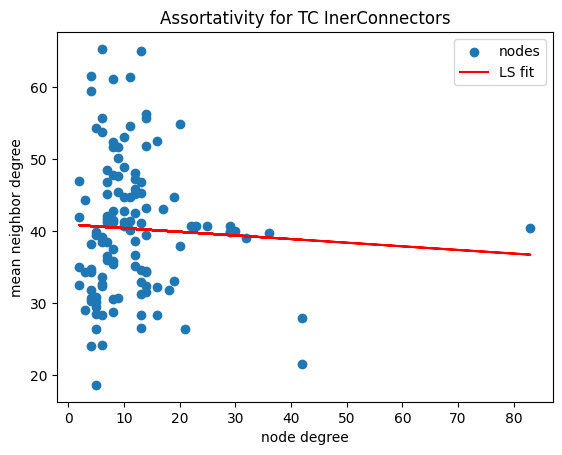 Assortativity for TC InerConnectors
nodes
LS fit
mean neighbor degree
60
50
40
30
20
0 10 20 30 40 50 60 70 80
node degree